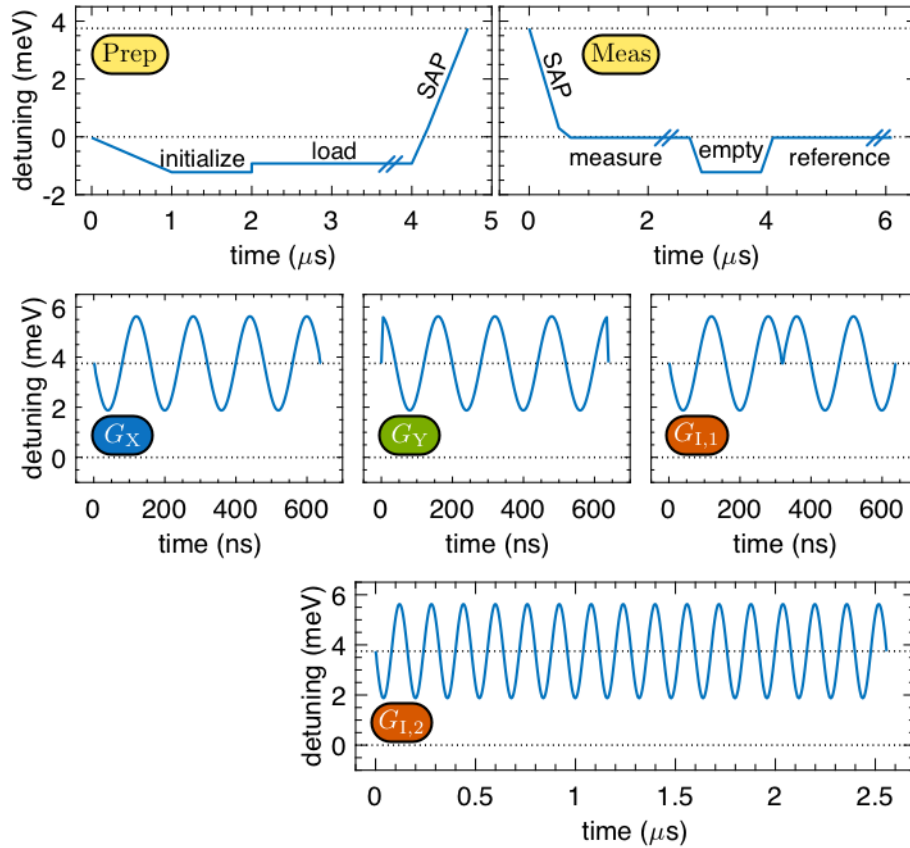 detuning (meV)
4
2
0
-2
Prep
initialize
load
SAP
0
1
2
3
4
5
time (μs)
Meas
SAP
measure
empty
reference
0
2
4
6
time (μs)
detuning (meV)
6
4
2
0
G_X
0
200
400
600
time (ns)
G_Y
0
200
400
600
time (ns)
G_I,1
0
200
400
600
time (ns)
detuning (meV)
6
4
2
0
G_I,2
0
0.5
1
1.5
2
2.5
time (μs)